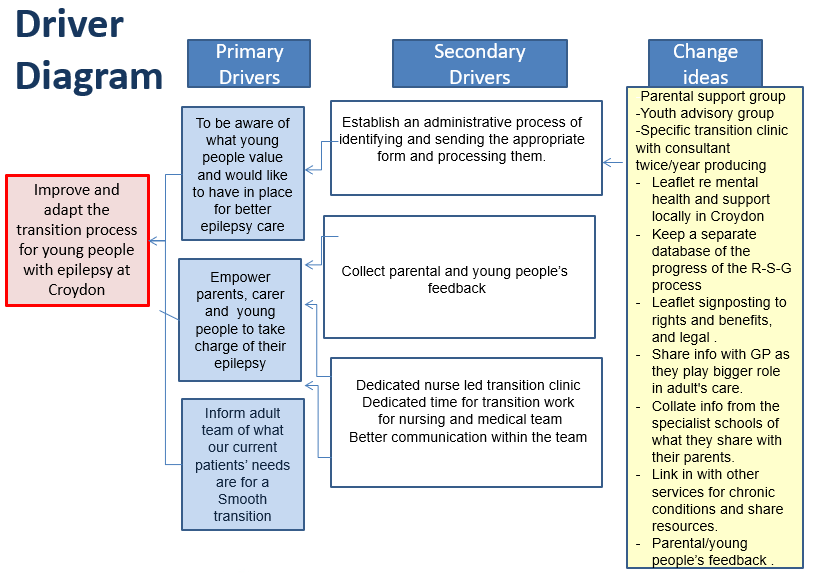 Driver
Diagram
Primary
Drivers
Secondary
Drivers
Change
ideas
Improve and
adapt the
transition process
for young people
with epilepsy at
Croydon
To be aware of
what young
people value
and would like
to have in place
for better
epilepsy care
Empower
parents, carer
and young
people to take
charge of their
epilepsy
Inform adult
team of what
our current
patients' needs
are for a
Smooth
transition
Establish an administrative process of
identifying and sending the appropriate
form and processing them.
Collect parental and young people's
feedback
Dedicated nurse led transition clinic
Dedicated time for transition work
for nursing and medical team
Better communication within the team
Parental support group
-Youth advisory group
-Specific transition clinic
with consultant
twice/year producing
- Leaflet re mental
health and support
locally in Croydon
- Keep a separate
database of the
progress of the R-S-G
process
- Leaflet signposting to
rights and benefits,
and legal .
- Share info with GP as
they play bigger role
in adult's care.
- Collate info from the
specialist schools of
what they share with
their parents.
- Link in with other
services for chronic
conditions and share
resources.
- Parental/young
people's feedback .